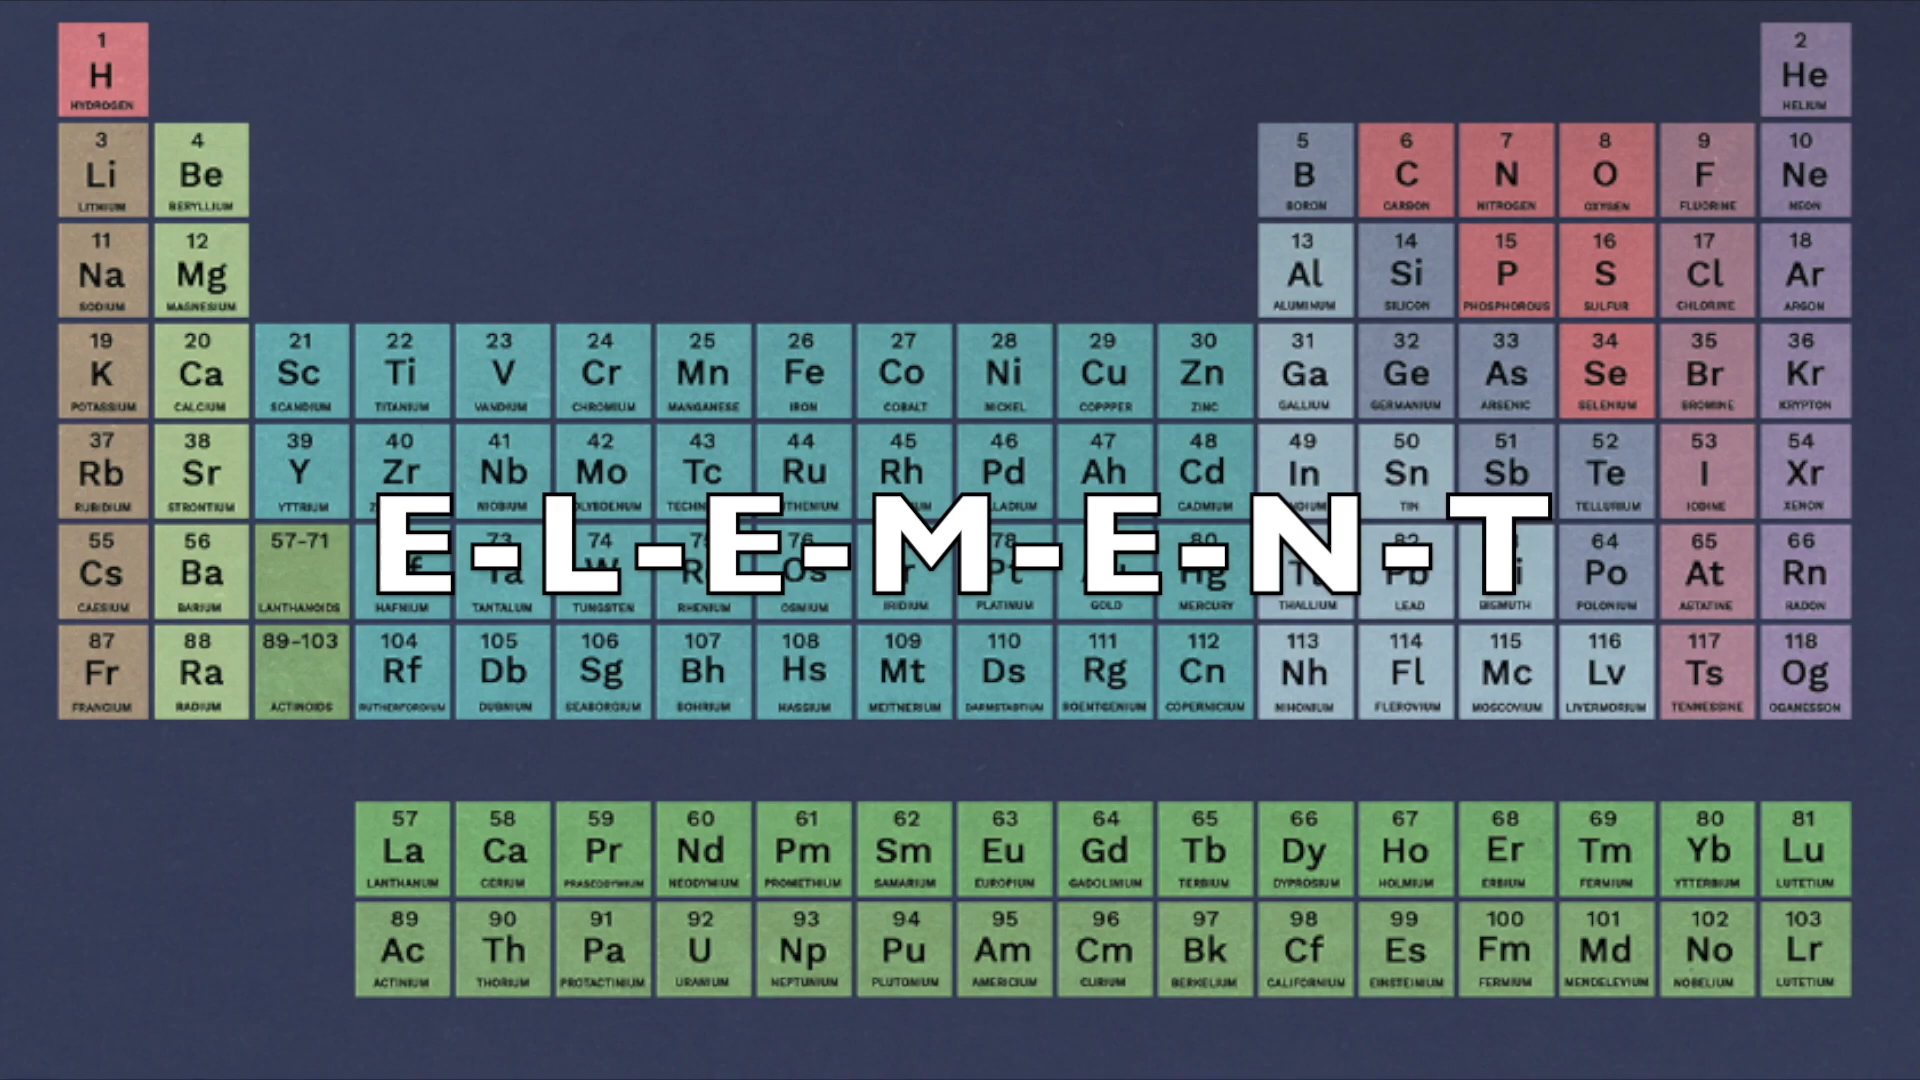 1 2
H He
HYDROGEN HELIUM
3 4 5 6 7 8 9 10
Li Be B C N O F Ne
LITHIUM BERYLLIUM BORON CARBON NITROGEN OXYGEN FLUORINE NEON
11 12 13 14 15 16 17 18
Na Mg Al Si P S Cl Ar
SODIUM MAGNESIUM ALUMINUM SILICON PHOSPHOROUS SULFUR CHLORINE ARGON
19 20 21 22 23 24 25 26 27 28 29 30 31 32 33 34 35 36
K Ca Sc Ti V Cr Mn Fe Co Ni Cu Zn Ga Ge As Se Br Kr
POTASSIUM CALCIUM SCANDIUM TITANIUM VANDIUM CHROMIUM MANGANESE IRON COBALT NICKEL COPPPER ZINC GALLIUM GERMANIUM ARSENIC SELENIUM BROMINE KRYPTON
37 38 39 40 41 42 43 44 45 46 47 48 49 50 51 52 53 54
Rb Sr Y Zr Nb Mo Tc Ru Rh Pd Ah Cd In Sn Sb Te I Xr
RUBIDIUM STRONTIUM YTTRIUM NIOBIUM CADMIUM TIN TELLURIUM IODINE XENON
E-L-E-M-E-N-T
55 56 57-71 73 74 76 78 80 82 64 65 66
Cs Ba Po At Rn
CAESIUM BARIUM LANTHANOIDS HAFNIUM TANTALUM TUNGSTEN RHENIUM OSMIUM IRIDIUM PLATINUM GOLD MERCURY THALLIUM LEAD BISMUTH POLONIUM ASTATINE RADON
87 88 89-103 104 105 106 107 108 109 110 111 112 113 114 115 116 117 118
Fr Ra Rf Db Sg Bh Hs Mt Ds Rg Cn Nh Fl Mc Lv Ts Og
FRANCIUM RADIUM ACTINOIDS RUTHERFORDIUM DUBNIUM SEABORGIUM BOHRIUM HASSIUM MEITNERIUM DARMSTADTIUM ROENTGENIUM COPERNICIUM NIHONIUM FLEROVIUM MOSCOVIUM LIVERMORIUM TENNESSINE OGANESSON
57 58 59 60 61 62 63 64 65 66 67 68 69 80 81
La Ca Pr Nd Pm Sm Eu Gd Tb Dy Ho Er Tm Yb Lu
LANTHANUM CERIUM PRASEODYMIUM NEODYMIUM PROMETHIUM SAMARIUM EUROPIUM GADOLINIUM TERBIUM DYPROSIUM HOLMIUM ERBIUM FERMIUM YTTERBIUM LUTETIUM
89 90 91 92 93 94 95 96 97 98 99 100 101 102 103
Ac Th Pa U Np Pu Am Cm Bk Cf Es Fm Md No Lr
ACTINIUM THORIUM PROTACTINIUM URANIUM NEPTUNIUM PLUTONIUM AMERICIUM CURIUM BERKELIUM CALIFORNIUM EINSTEINIUM FERMIUM MENDELEVIUM NOBELIUM LUTETIUM